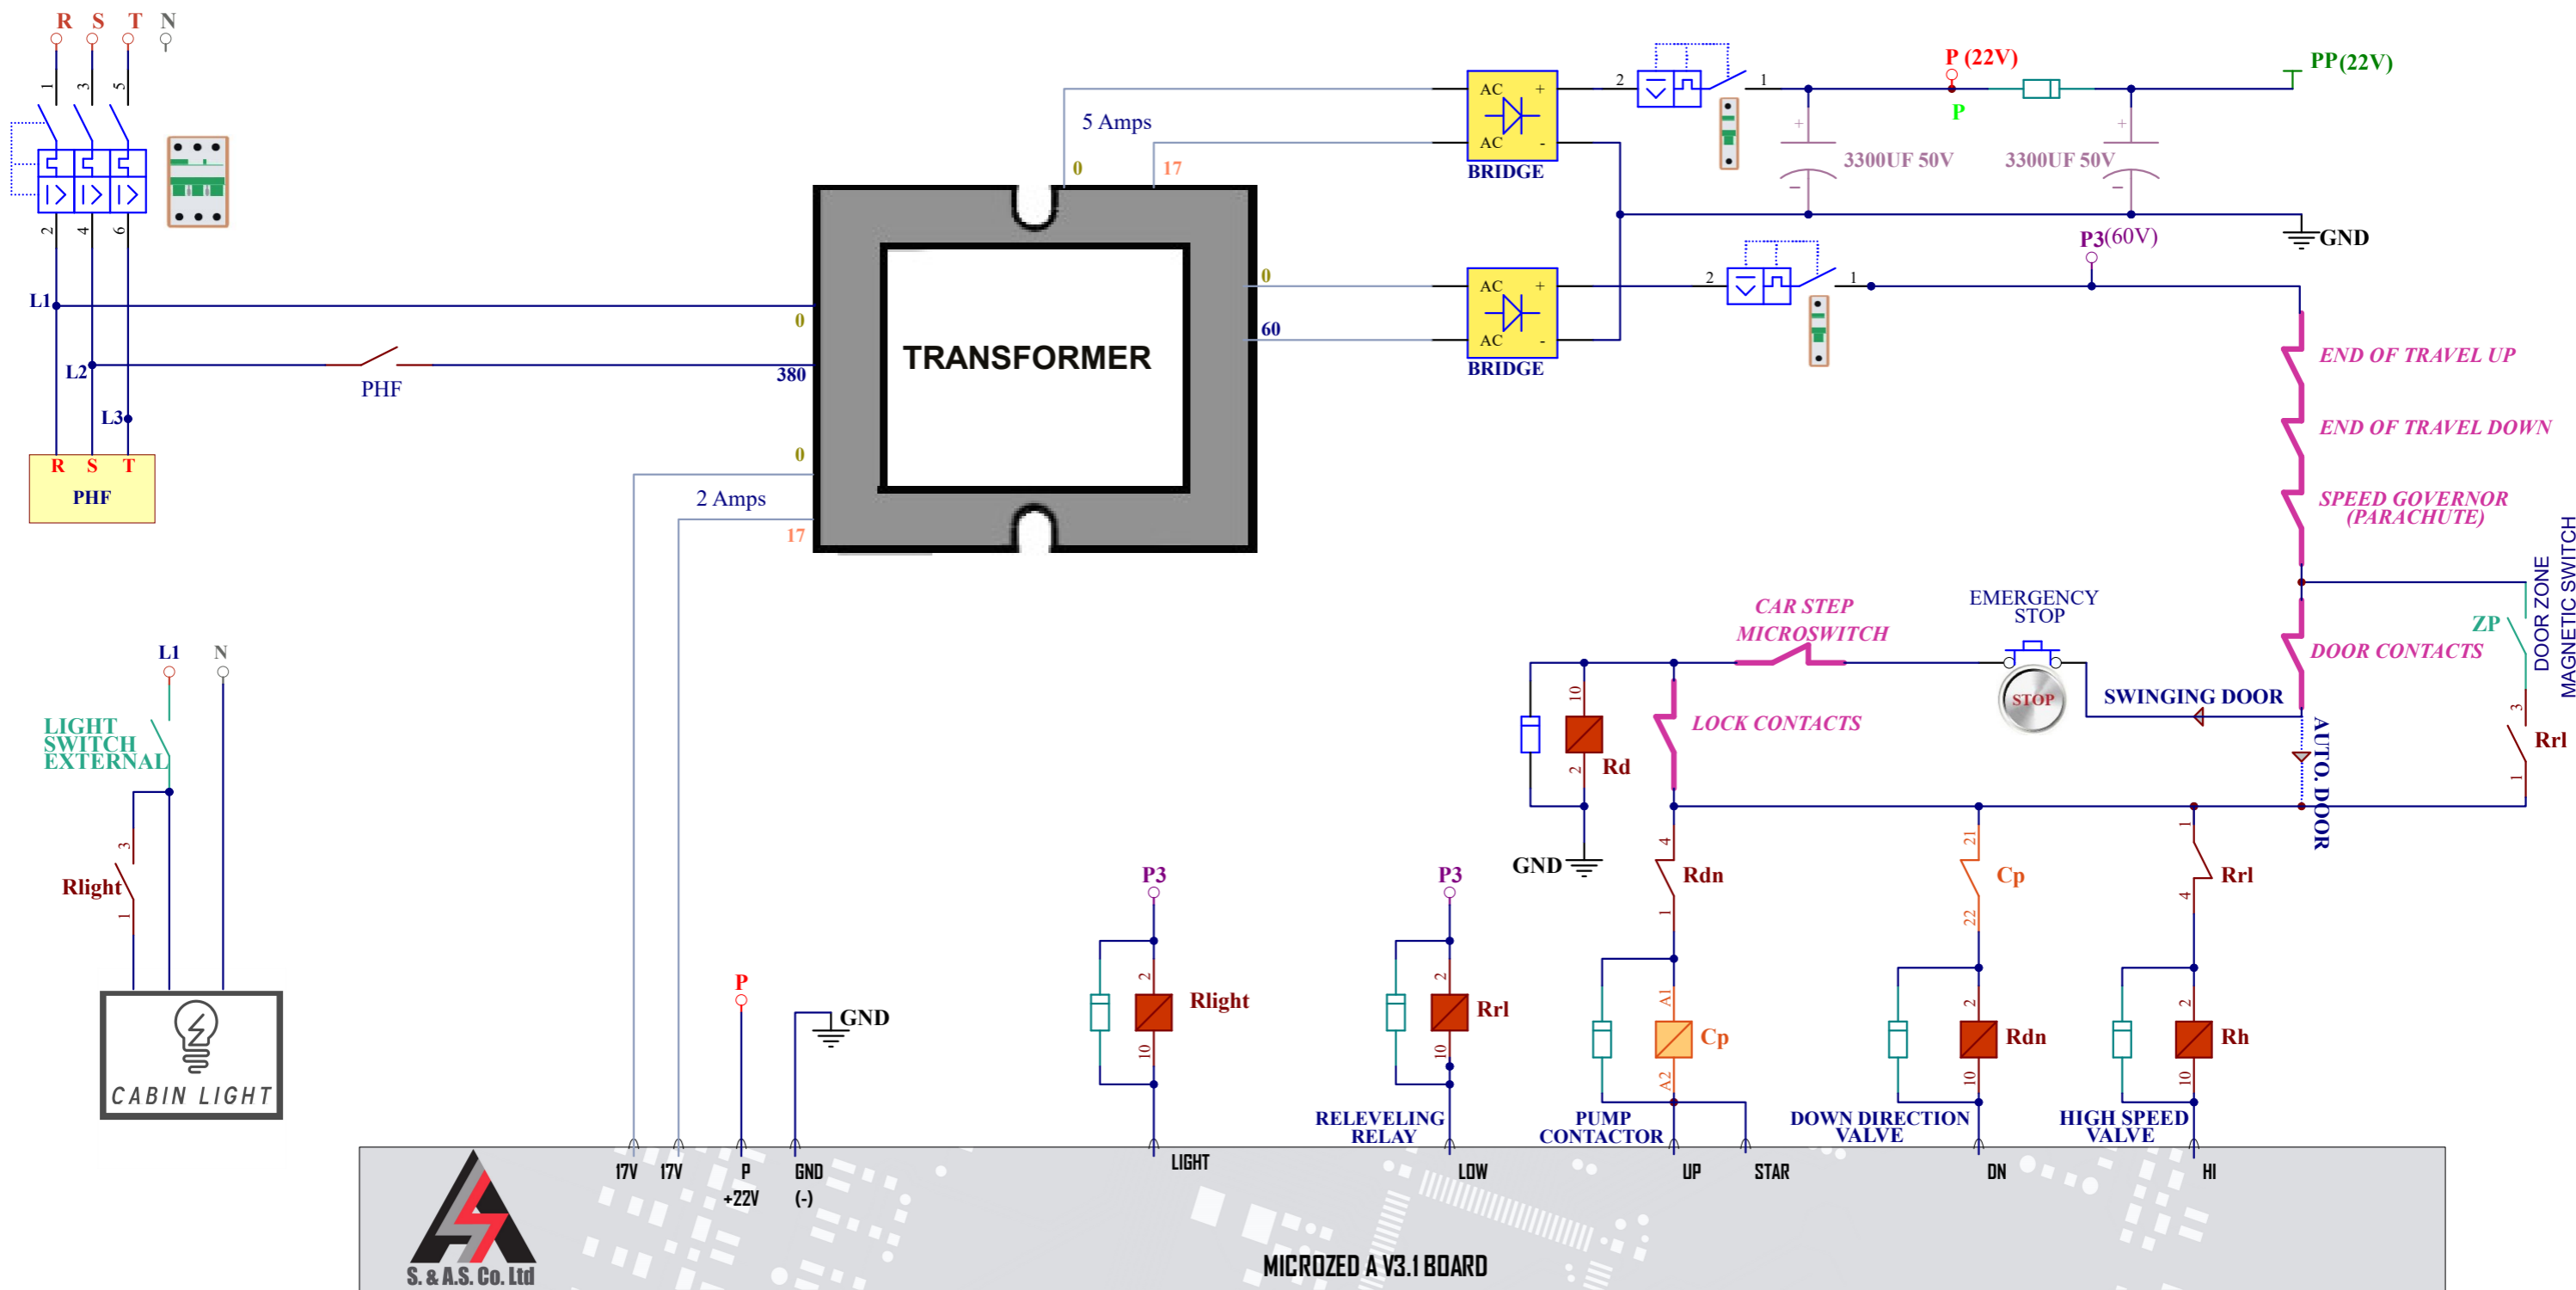 R S T N
1 3 5
2 4 6
L1
L2
L3
R S T
PHF
PHF
0
380
0
2 Amps
17
TRANSFORMER
5 Amps
0
17
0
60
AC +
AC -
BRIDGE
AC +
AC -
BRIDGE
2 1
P (22V)
P
PP(22V)
+
3300UF 50V
−
+
3300UF 50V
−
GND
2 1
P3(60V)
END OF TRAVEL UP
END OF TRAVEL DOWN
SPEED GOVERNOR
(PARACHUTE)
DOOR ZONE
MAGNETIC SWITCH
ZP
DOOR CONTACTS
3
Rrl
1
EMERGENCY
STOP
STOP
SWINGING DOOR
AUTO. DOOR
CAR STEP
MICROSWITCH
LOCK CONTACTS
10
Rd
2
GND
L1 N
LIGHT
SWITCH
EXTERNAL
3
Rlight
1
CABIN LIGHT
P
GND
P3
2
Rlight
10
P3
2
Rrl
10
RELEVELING
RELAY
4
Rdn
1
A1
Cp
A2
PUMP
CONTACTOR
21
Cp
22
2
Rdn
10
DOWN DIRECTION
VALVE
1
Rrl
4
2
Rh
10
HIGH SPEED
VALVE
17V 17V P GND LIGHT LOW UP STAR DN HI
+22V (-)
S. & A.S. Co. Ltd
MICROZED A V3.1 BOARD